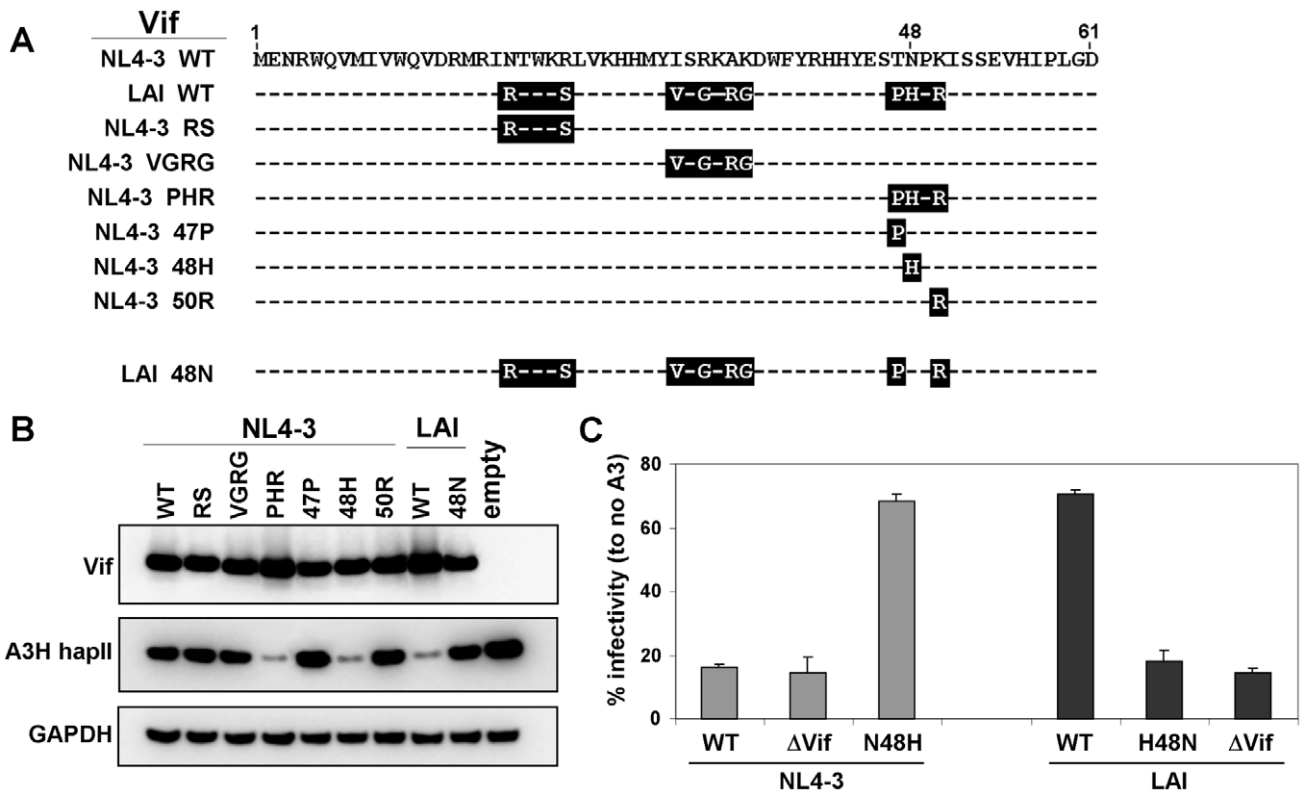 A
Vif
1 48 61
NL4-3 WT MENRWQVMIVWQVDRMRINTWKRLVKHHMYISRKAKDWFYRHHYESTNPKISSEVHIPLGD
LAI WT ------------------R---S-------V-G-RG----------PH-R-----------
NL4-3 RS ------------------R---S--------------------------------------
NL4-3 VGRG ------------------------------V-G-RG-------------------------
NL4-3 PHR ----------------------------------------------PH-R-----------
NL4-3 47P ----------------------------------------------P--------------
NL4-3 48H -----------------------------------------------H-------------
NL4-3 50R -------------------------------------------------R-----------
LAI 48N ------------------R---S-------V-G-RG----------P--R-----------
B
NL4-3 LAI
WT RS VGRG PHR 47P 48H 50R WT 48N empty
Vif
A3H hapII
GAPDH
C
% infectivity (to no A3)
80
60
40
20
0
WT ΔVif N48H WT H48N ΔVif
NL4-3 LAI